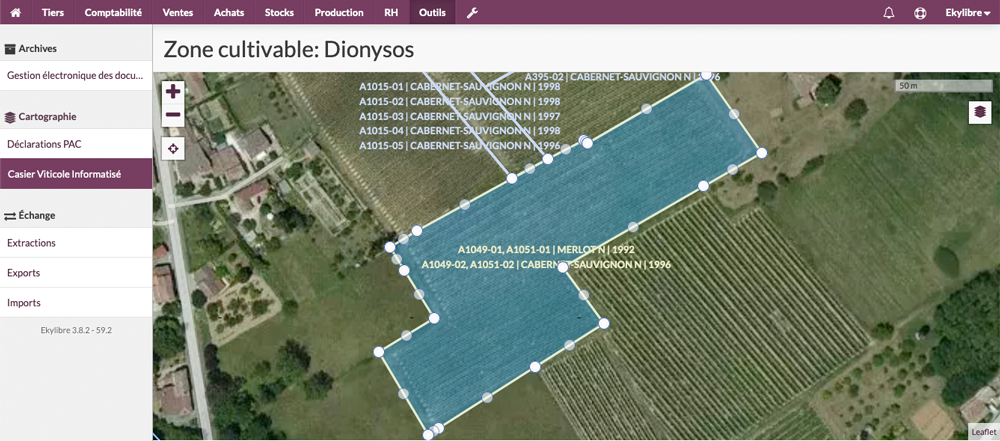 Tiers Comptabilité Ventes Achats Stocks Production RH Outils Ekylibre
Archives
Gestion électronique des docu...
Cartographie
Déclarations PAC
Casier Viticole Informatisé
Échange
Extractions
Exports
Imports
Ekylibre 3.8.2 - 59.2
Zone cultivable: Dionysos
A395-02 | CABERNET-SAUVIGNON N | 1996
A1015-01 | CABERNET-SAUVIGNON N | 1998
A1015-02 | CABERNET-SAUVIGNON N | 1998
A1015-03 | CABERNET-SAUVIGNON N | 1997
A1015-04 | CABERNET-SAUVIGNON N | 1998
A1015-05 | CABERNET-SAUVIGNON N | 1996
50 m
A1049-01, A1051-01 | MERLOT N | 1992
A1049-02, A1051-02 | CABERNET-SAUVIGNON N | 1996
Leaflet